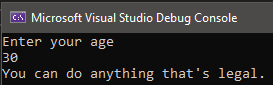 Microsoft Visual Studio Debug Console
Enter your age
30
You can do anything that's legal.